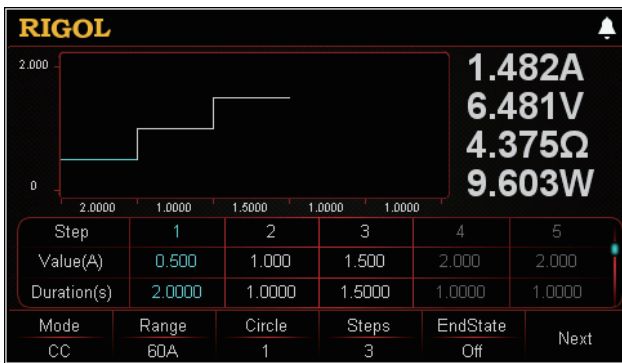 RIGOL
2.000
0
2.0000 1.0000 1.5000 1.0000 1.0000
1.482A
6.481V
4.375Ω
9.603W
Step 1 2 3 4 5
Value(A) 0.500 1.000 1.500 2.000 2.000
Duration(s) 2.0000 1.0000 1.5000 1.0000 1.0000
Mode Range Circle Steps EndState Next
CC 60A 1 3 Off